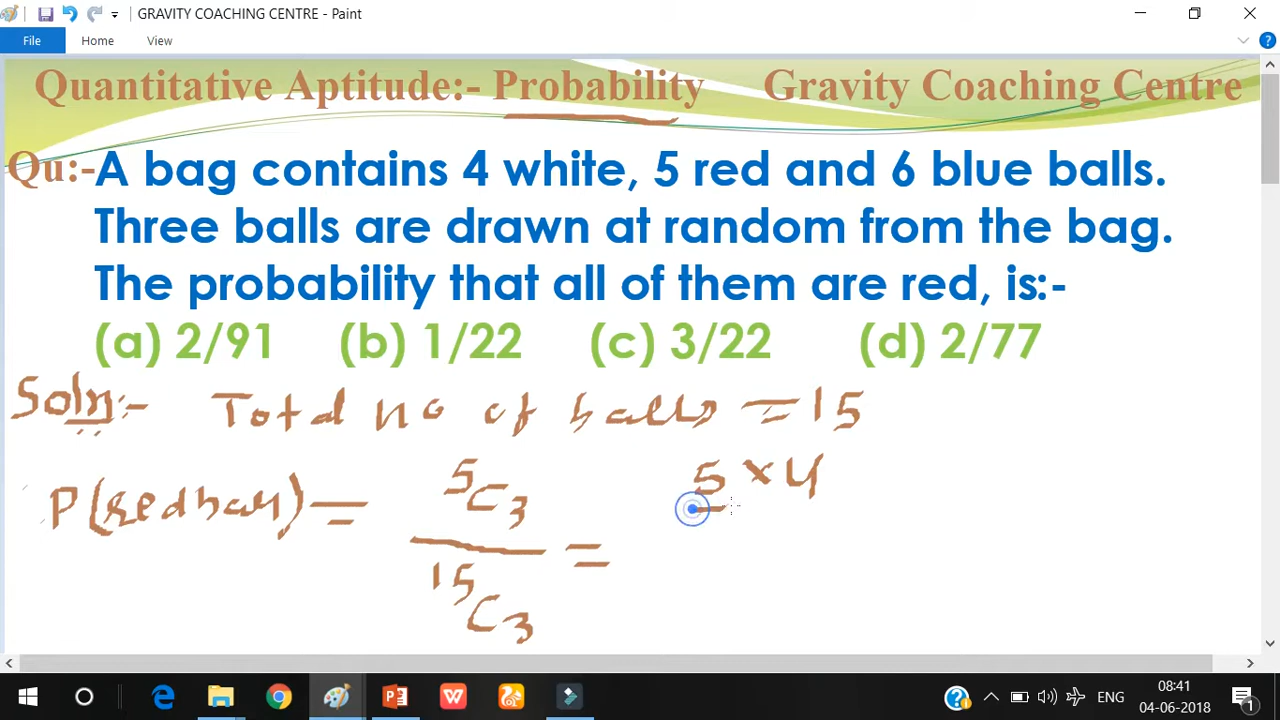 GRAVITY COACHING CENTRE - Paint
File Home View
Quantitative Aptitude:- Probability Gravity Coaching Centre
Qu:-A bag contains 4 white, 5 red and 6 blue balls.
Three balls are drawn at random from the bag.
The probability that all of them are red, is:-
(a) 2/91 (b) 1/22 (c) 3/22 (d) 2/77
Soln:- Total no of balls = 15
P(redball) = ⁵C₃ / ¹⁵C₃ = 5 × 4
ENG
08:41
04-06-2018
1